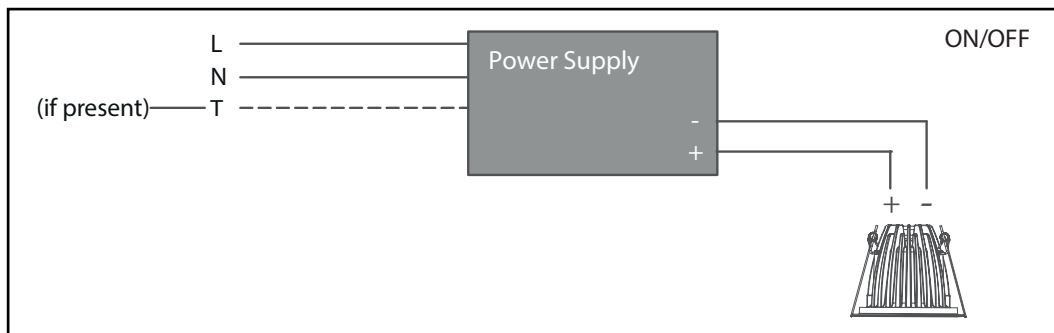 ON/OFF
L
Power Supply
N
(if present) T
-
+
+ -